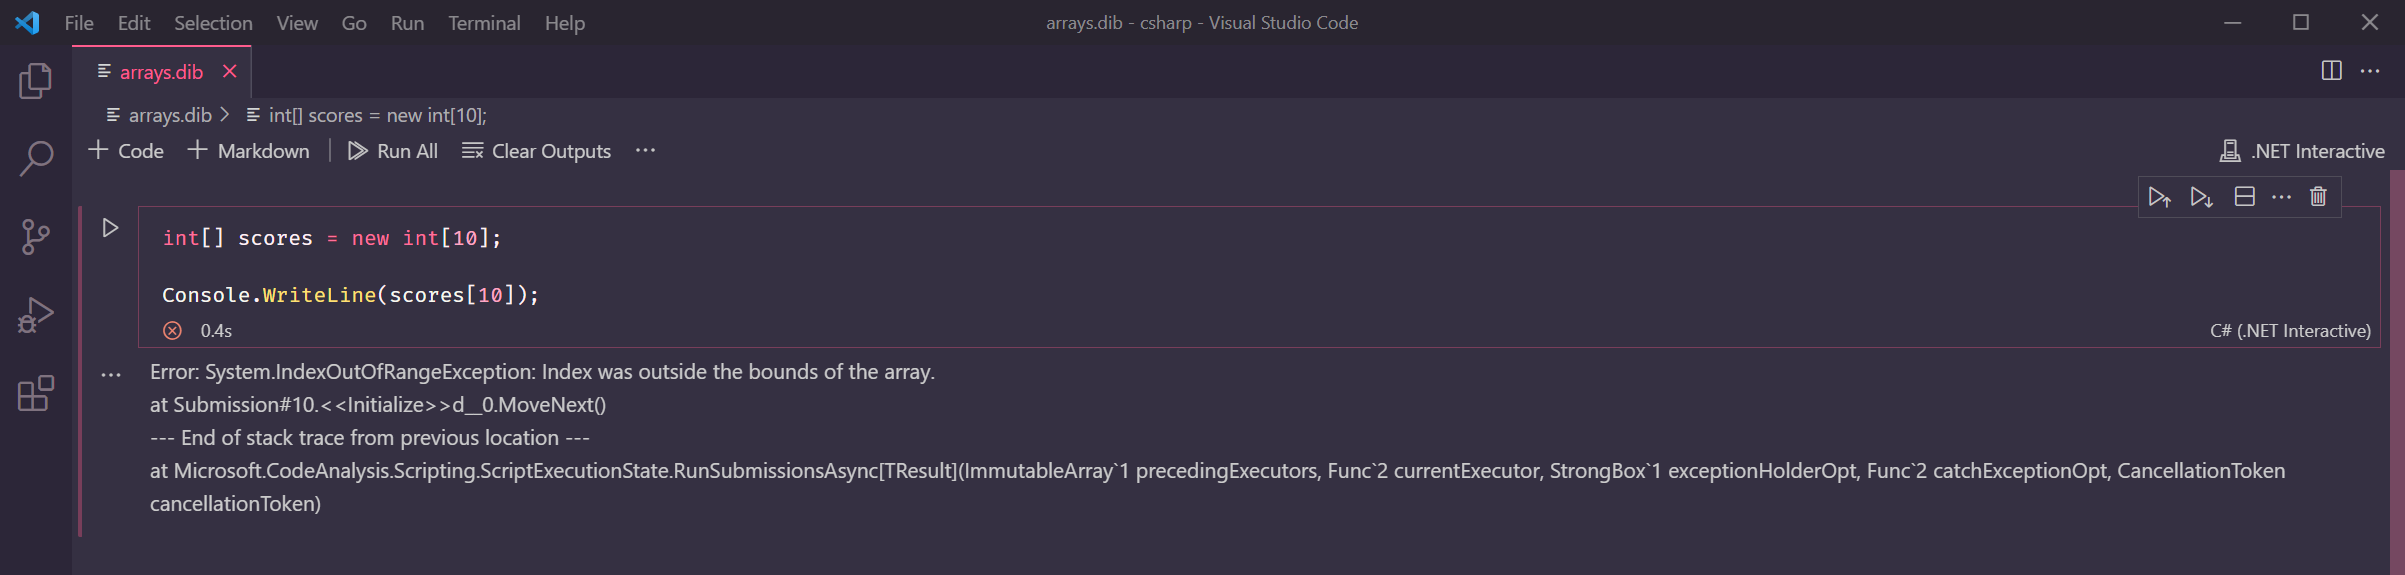 File Edit Selection View Go Run Terminal Help
arrays.dib - csharp - Visual Studio Code
arrays.dib
arrays.dib > int[] scores = new int[10];
+ Code + Markdown Run All Clear Outputs ···
.NET Interactive
int[] scores = new int[10];
Console.WriteLine(scores[10]);
0.4s
C# (.NET Interactive)
Error: System.IndexOutOfRangeException: Index was outside the bounds of the array.
at Submission#10.<<Initialize>>d__0.MoveNext()
--- End of stack trace from previous location ---
at Microsoft.CodeAnalysis.Scripting.ScriptExecutionState.RunSubmissionsAsync[TResult](ImmutableArray`1 precedingExecutors, Func`2 currentExecutor, StrongBox`1 exceptionHolderOpt, Func`2 catchExceptionOpt, CancellationToken
cancellationToken)